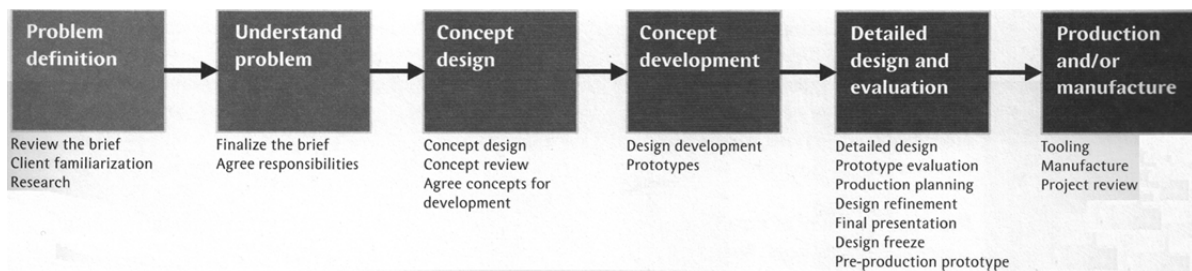 Problem
definition
Review the brief
Client familiarization
Research
Understand
problem
Finalize the brief
Agree responsibilities
Concept
design
Concept design
Concept review
Agree concepts for
development
Concept
development
Design development
Prototypes
Detailed
design and
evaluation
Detailed design
Prototype evaluation
Production planning
Design refinement
Final presentation
Design freeze
Pre-production prototype
Production
and/or
manufacture
Tooling
Manufacture
Project review